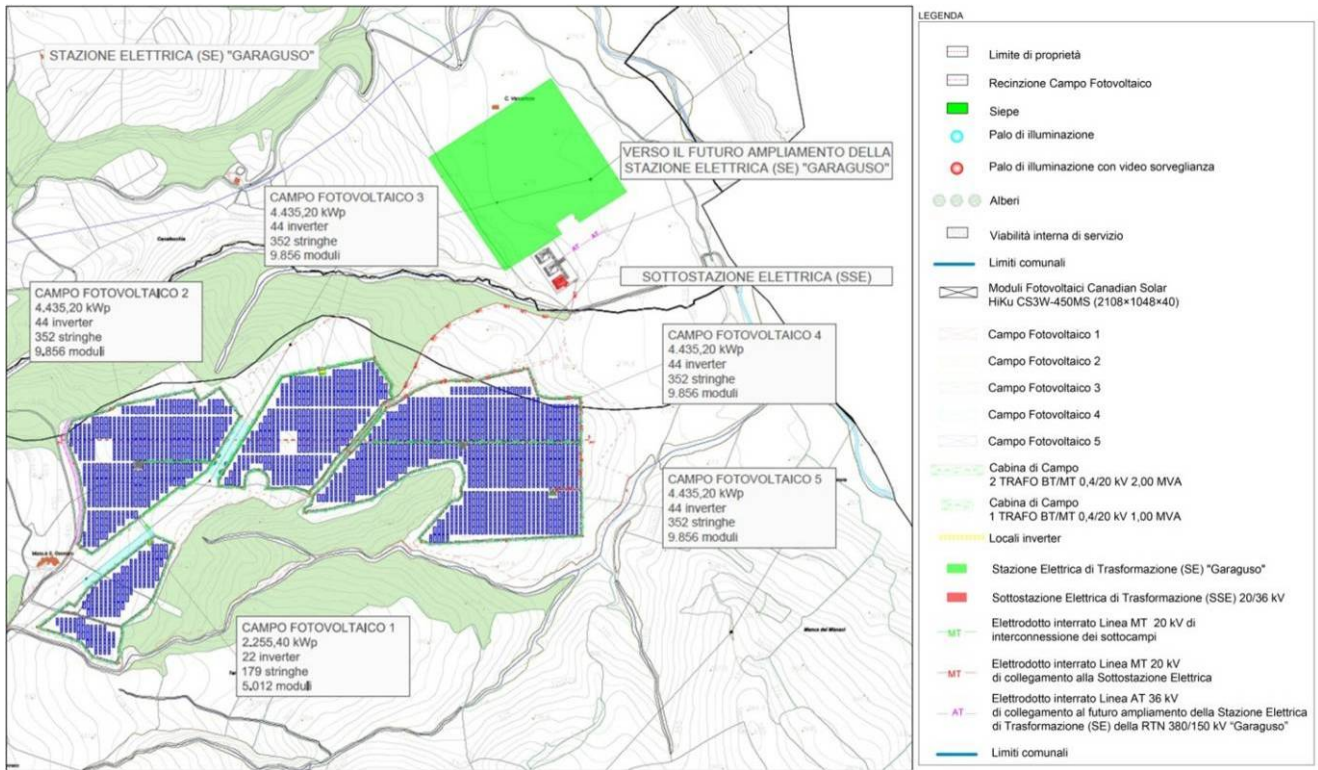 STAZIONE ELETTRICA (SE) "GARAGUSO"
VERSO IL FUTURO AMPLIAMENTO DELLA
STAZIONE ELETTRICA (SE) "GARAGUSO"
CAMPO FOTOVOLTAICO 3
4.435,20 kWp
44 inverter
352 stringhe
9.856 moduli
SOTTOSTAZIONE ELETTRICA (SSE)
AT
AT
CAMPO FOTOVOLTAICO 2
4.435,20 kWp
44 inverter
352 stringhe
9.856 moduli
CAMPO FOTOVOLTAICO 4
4.435,20 kWp
44 inverter
352 stringhe
9.856 moduli
CAMPO FOTOVOLTAICO 5
4.435,20 kWp
44 inverter
352 stringhe
9.856 moduli
CAMPO FOTOVOLTAICO 1
2.255,40 kWp
22 inverter
179 stringhe
5.012 moduli
LEGENDA
Limite di proprietà
Recinzione Campo Fotovoltaico
Siepe
Palo di illuminazione
Palo di illuminazione con video sorveglianza
Alberi
Viabilità interna di servizio
Limiti comunali
Moduli Fotovoltaici Canadian Solar
HiKu CS3W-450MS (2108×1048×40)
Campo Fotovoltaico 1
Campo Fotovoltaico 2
Campo Fotovoltaico 3
Campo Fotovoltaico 4
Campo Fotovoltaico 5
Cabina di Campo
2 TRAFO BT/MT 0,4/20 kV 2,00 MVA
Cabina di Campo
1 TRAFO BT/MT 0,4/20 kV 1,00 MVA
Locali inverter
Stazione Elettrica di Trasformazione (SE) "Garaguso"
Sottostazione Elettrica di Trasformazione (SSE) 20/36 kV
MT Elettrodotto interrato Linea MT 20 kV di
interconnessione dei sottocampi
MT Elettrodotto interrato Linea MT 20 kV
di collegamento alla Sottostazione Elettrica
AT Elettrodotto interrato Linea AT 36 kV
di collegamento al futuro ampliamento della Stazione Elettrica
di Trasformazione (SE) della RTN 380/150 kV "Garaguso"
Limiti comunali